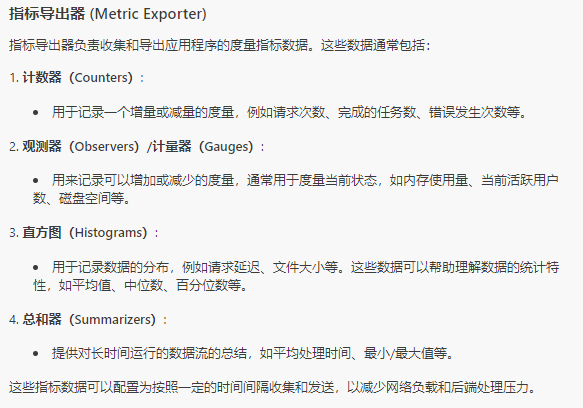 指标导出器 (Metric Exporter)
指标导出器负责收集和导出应用程序的度量指标数据。这些数据通常包括：
1. 计数器（Counters）：
• 用于记录一个增量或减量的度量，例如请求次数、完成的任务数、错误发生次数等。
2. 观测器（Observers）/计量器（Gauges）：
• 用来记录可以增加或减少的度量，通常用于度量当前状态，如内存使用量、当前活跃用户
数、磁盘空间等。
3. 直方图（Histograms）：
• 用于记录数据的分布，例如请求延迟、文件大小等。这些数据可以帮助理解数据的统计特
性，如平均值、中位数、百分位数等。
4. 总和器（Summarizers）：
• 提供对长时间运行的数据流的总结，如平均处理时间、最小/最大值等。
这些指标数据可以配置为按照一定的时间间隔收集和发送，以减少网络负载和后端处理压力。